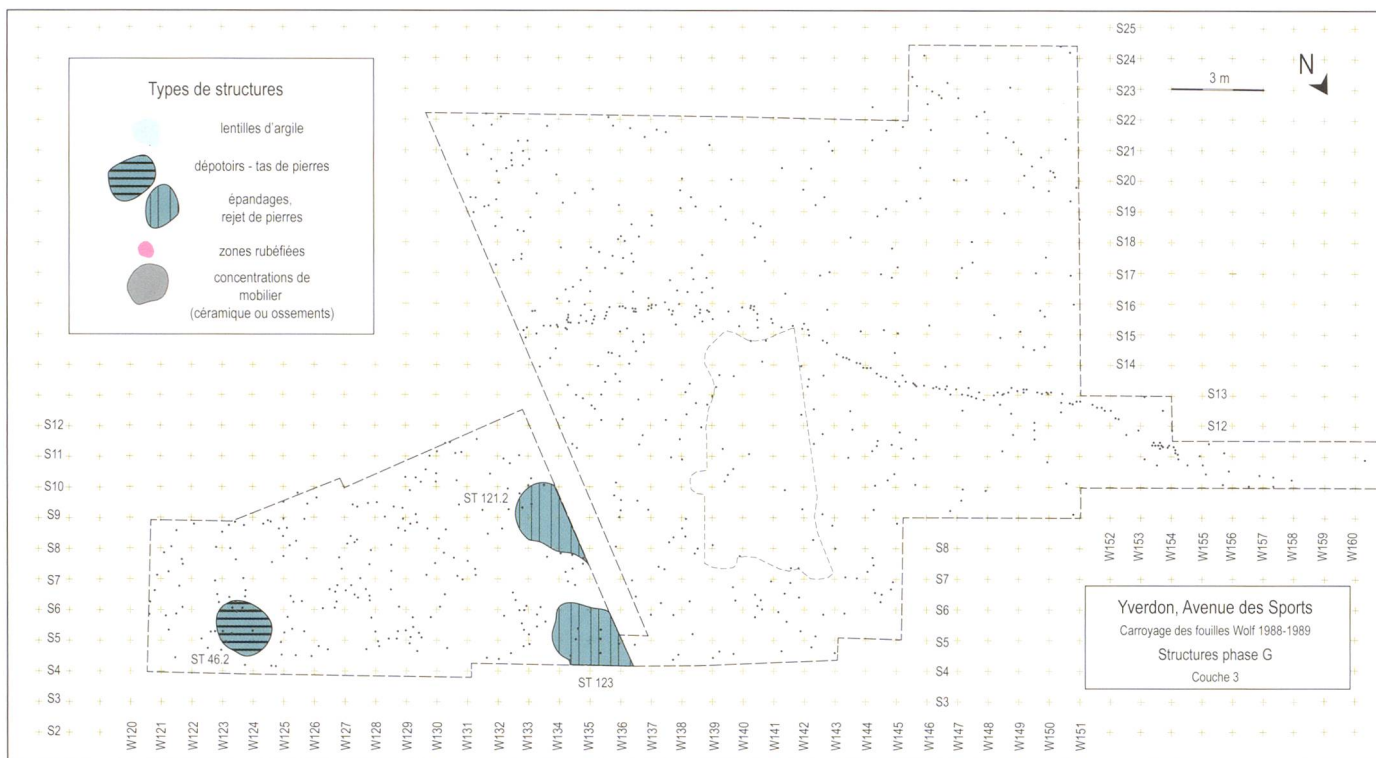 Types de structures
lentilles d'argile
dépotoirs - tas de pierres
épandages,
rejet de pierres
zones rubéfiées
concentrations de
mobilier
(céramique ou ossements)
N
3 m
S25
S24
S23
S22
S21
S20
S19
S18
S17
S16
S15
S14
S13
S12
S12
S11
S10
S9
S8
S7
S6
S5
S4
S3
S2
ST 121.2
ST 46.2
ST 123
S8
S7
S6
S5
S4
S3
W120
W121
W122
W123
W124
W125
W126
W127
W128
W129
W130
W131
W132
W133
W134
W135
W136
W137
W138
W139
W140
W141
W142
W143
W144
W145
W146
W147
W148
W149
W150
W151
W152
W153
W154
W155
W156
W157
W158
W159
W160
Yverdon, Avenue des Sports
Carroyage des fouilles Wolf 1988-1989
Structures phase G
Couche 3